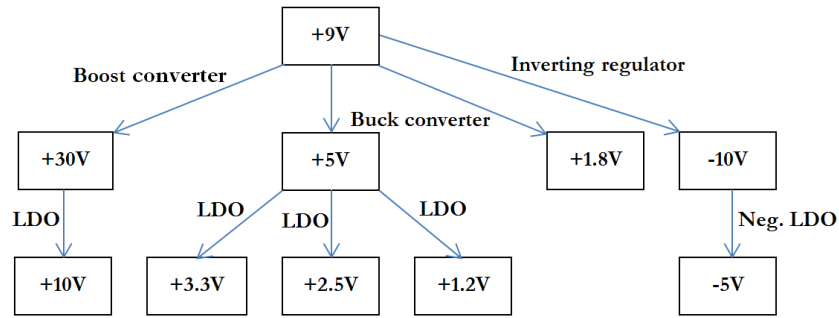 +9V
Inverting regulator
Boost converter
Buck converter
+30V
+5V
+1.8V
-10V
LDO
LDO
LDO
LDO
Neg. LDO
+10V
+3.3V
+2.5V
+1.2V
-5V